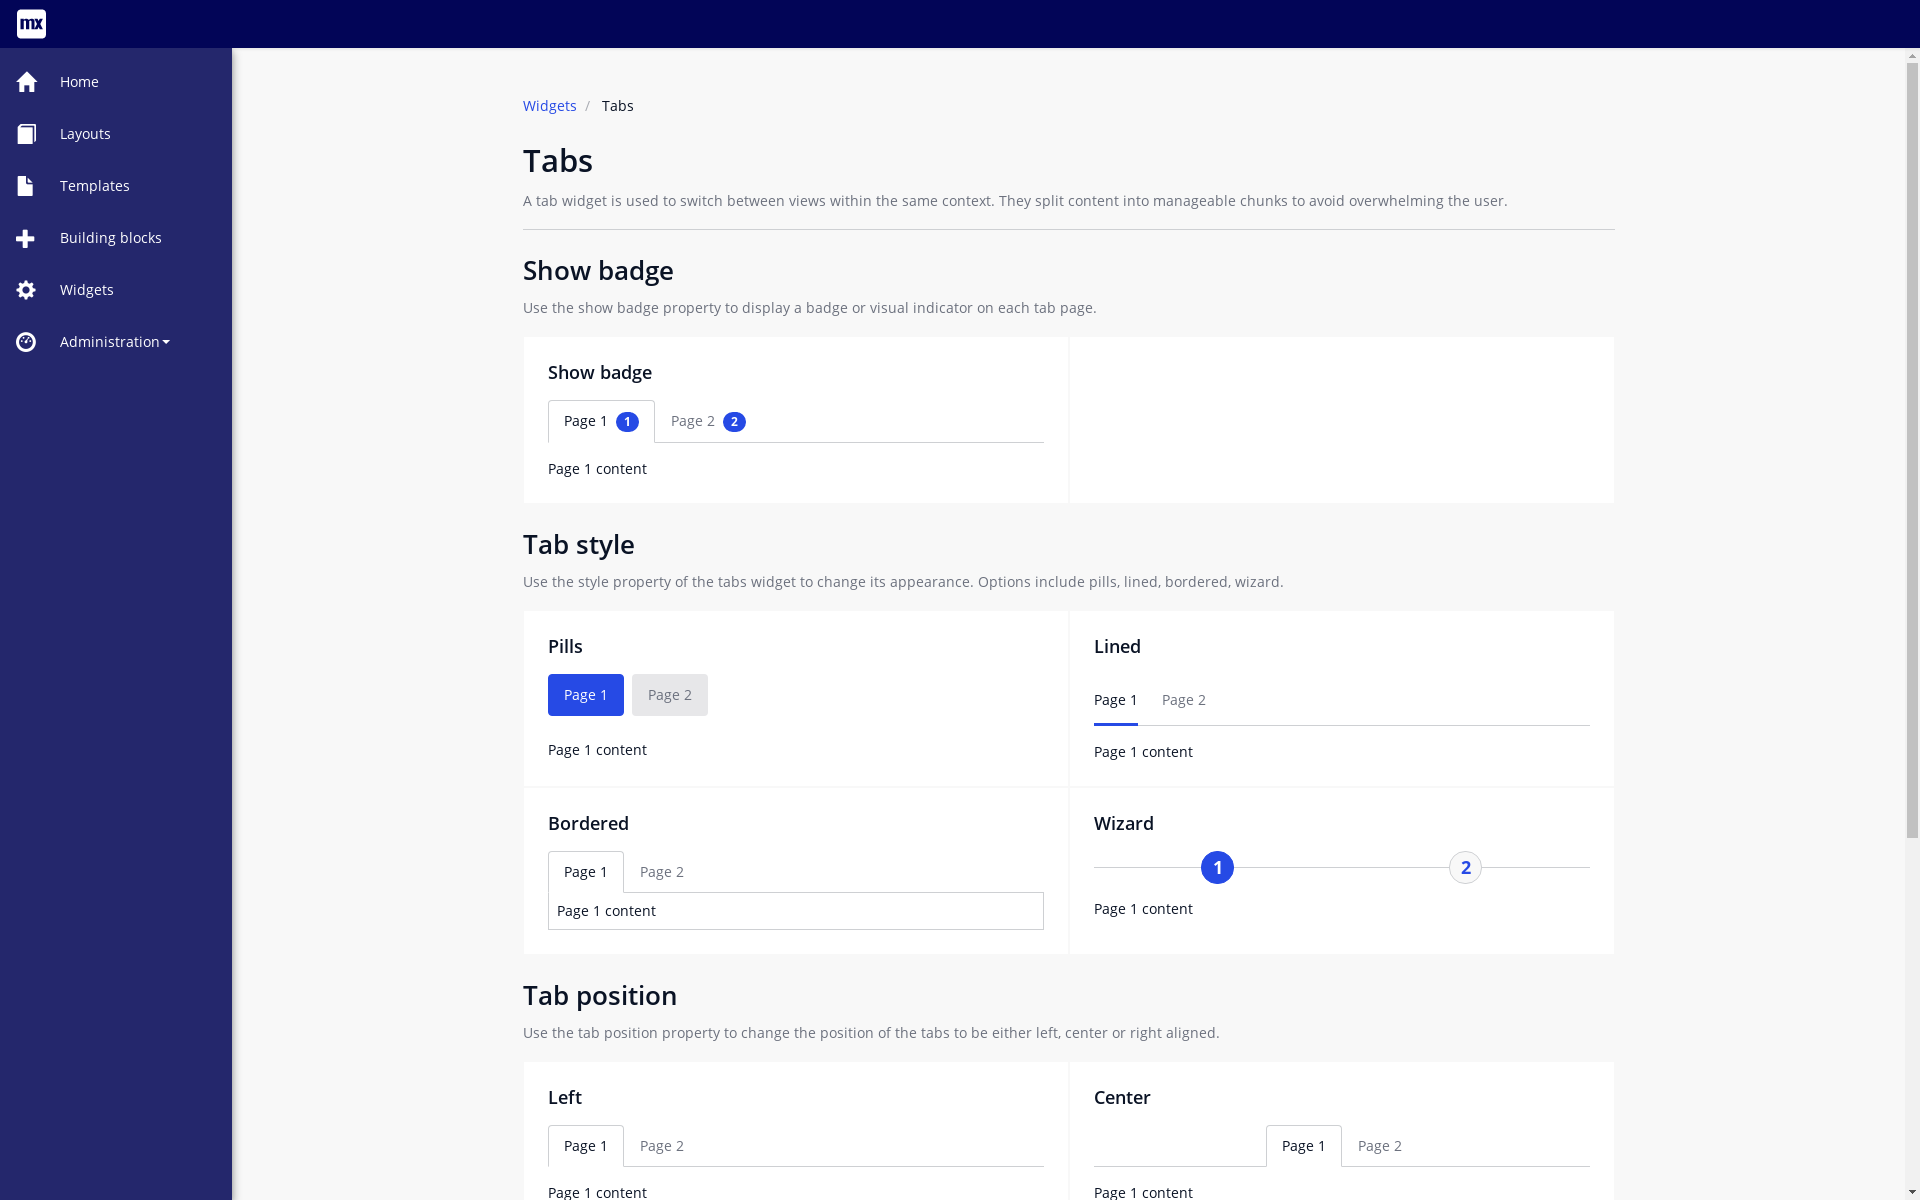 mx
Home
Layouts
Templates
Building blocks
Widgets
Administration
Widgets / Tabs
Tabs
A tab widget is used to switch between views within the same context. They split content into manageable chunks to avoid overwhelming the user.
Show badge
Use the show badge property to display a badge or visual indicator on each tab page.
Show badge
Page 1 1 Page 2 2
Page 1 content
Tab style
Use the style property of the tabs widget to change its appearance. Options include pills, lined, bordered, wizard.
Pills
Page 1 Page 2
Page 1 content
Lined
Page 1 Page 2
Page 1 content
Bordered
Page 1 Page 2
Page 1 content
Wizard
1 2
Page 1 content
Tab position
Use the tab position property to change the position of the tabs to be either left, center or right aligned.
Left
Page 1 Page 2
Page 1 content
Center
Page 1 Page 2
Page 1 content